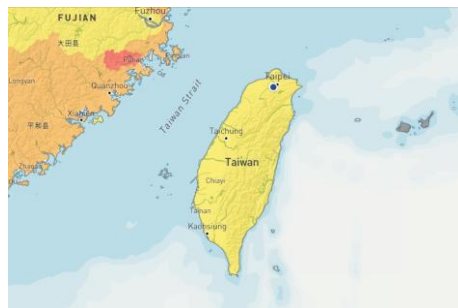 FUJIAN
Fuzhou
大田县
Putian
Quanzhou
平和县
Xiamen
Taiwan Strait
Taipei
Taichung
Taiwan
Chiayi
Tainan
Kaohsiung